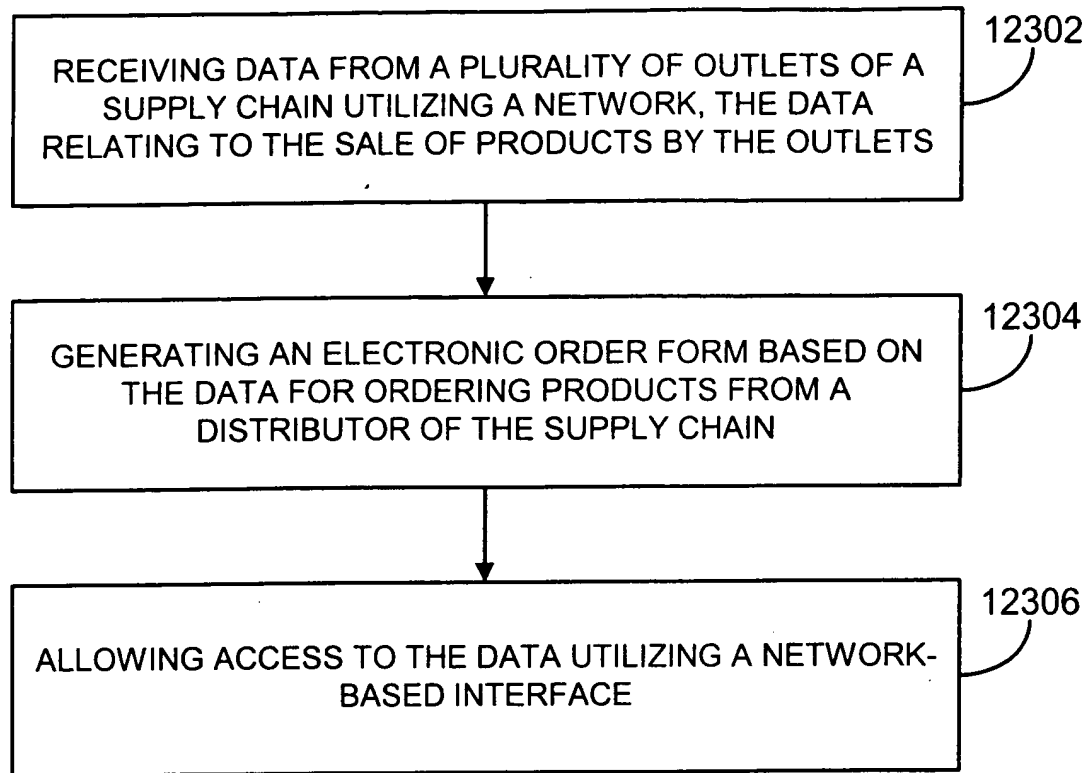 12302
RECEIVING DATA FROM A PLURALITY OF OUTLETS OF A
SUPPLY CHAIN UTILIZING A NETWORK, THE DATA
RELATING TO THE SALE OF PRODUCTS BY THE OUTLETS
12304
GENERATING AN ELECTRONIC ORDER FORM BASED ON
THE DATA FOR ORDERING PRODUCTS FROM A
DISTRIBUTOR OF THE SUPPLY CHAIN
12306
ALLOWING ACCESS TO THE DATA UTILIZING A NETWORK-
BASED INTERFACE